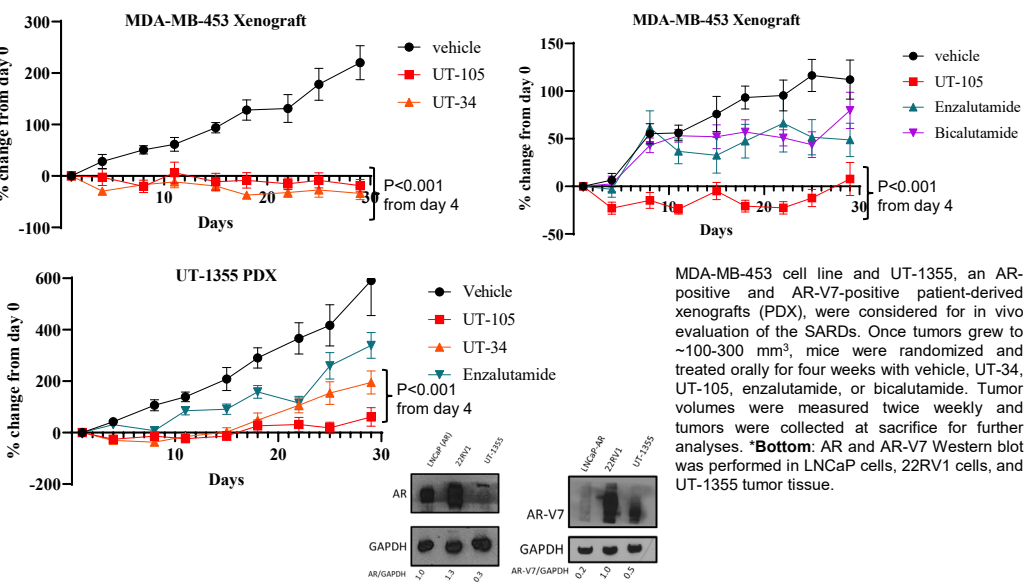 MDA-MB-453 Xenograft
% change from day 0
300
200
100
0
-100
10
20
30
Days
vehicle
UT-105
UT-34
P<0.001
from day 4
MDA-MB-453 Xenograft
% change from day 0
150
100
50
0
-50
10
20
30
Days
vehicle
UT-105
Enzalutamide
Bicalutamide
P<0.001
from day 4
UT-1355 PDX
% change from day 0
600
400
200
0
-200
10
20
30
Days
Vehicle
UT-105
UT-34
Enzalutamide
P<0.001
from day 4
MDA-MB-453 cell line and UT-1355, an AR-
positive and AR-V7-positive patient-derived
xenografts (PDX), were considered for in vivo
evaluation of the SARDs. Once tumors grew to
~100-300 mm³, mice were randomized and
treated orally for four weeks with vehicle, UT-34,
UT-105, enzalutamide, or bicalutamide. Tumor
volumes were measured twice weekly and
tumors were collected at sacrifice for further
analyses. *Bottom: AR and AR-V7 Western blot
was performed in LNCaP cells, 22RV1 cells, and
UT-1355 tumor tissue.
LNCaP (AR)
22RV1
UT-1355
AR
GAPDH
AR/GAPDH 1.0 1.3 0.3
LNCaP-AR
22RV1
UT-1355
AR-V7
GAPDH
AR-V7/GAPDH 0.2 1.0 0.5